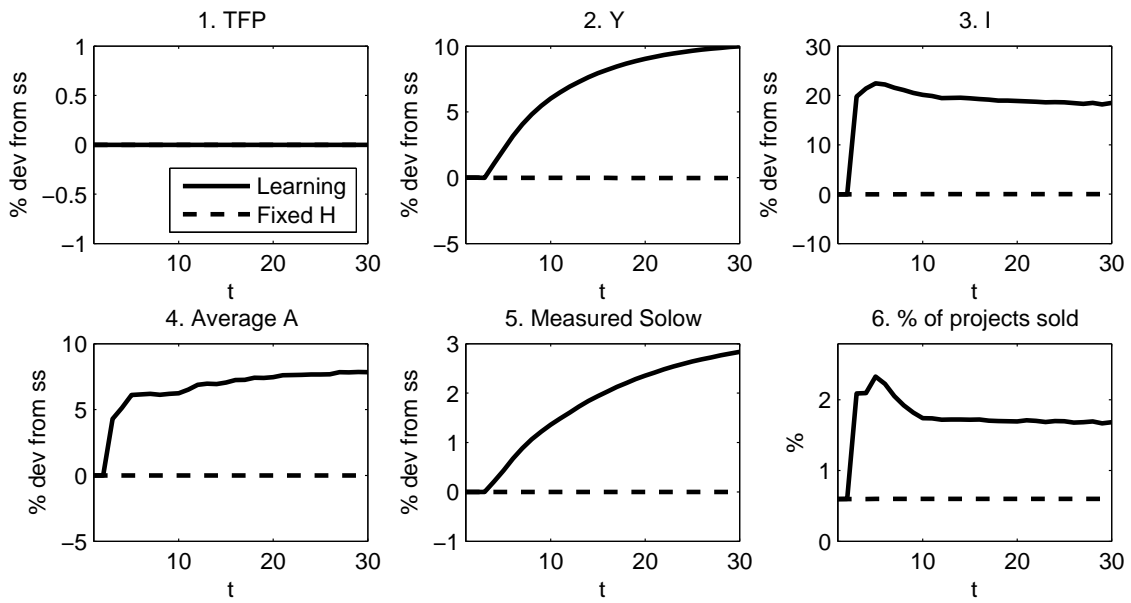 1. TFP
% dev from ss
1
0.5
0
−0.5
−1
10
20
30
t
Learning
Fixed H
2. Y
% dev from ss
10
5
0
−5
10
20
30
t
3. I
% dev from ss
30
20
10
0
−10
10
20
30
t
4. Average A
% dev from ss
10
5
0
−5
10
20
30
t
5. Measured Solow
% dev from ss
3
2
1
0
−1
10
20
30
t
6. % of projects sold
%
2
1
0
10
20
30
t